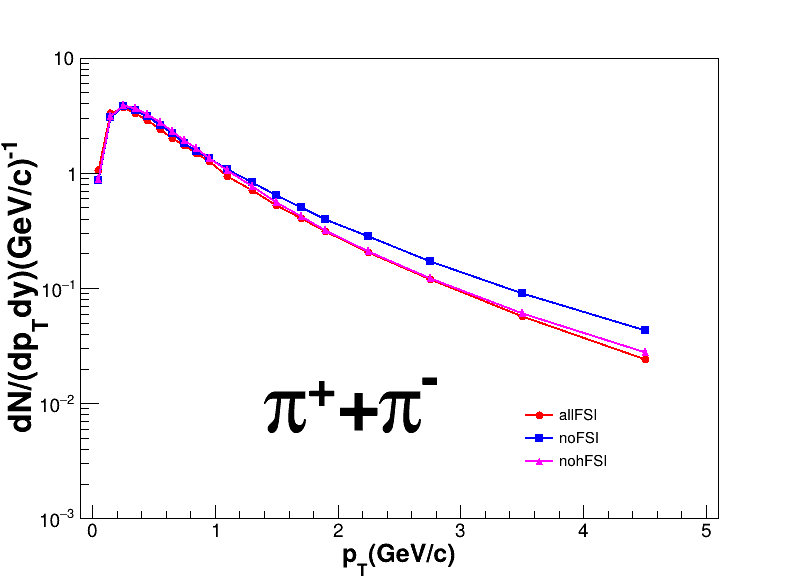 dN/(dp_T dy)(GeV/c)^-1
10
1
10^−1
10^−2
10^−3
π^+ + π^-
allFSI
noFSI
nohFSI
0 1 2 3 4 5
p_T(GeV/c)